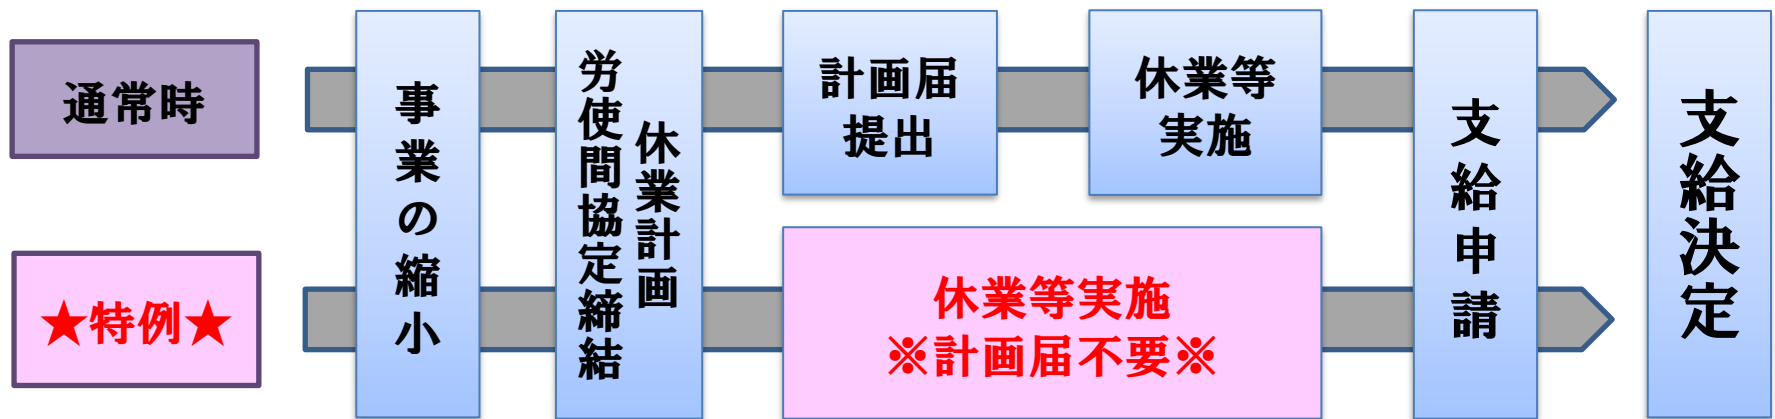 通常時
事業の縮小
休業計画
労使間協定締結
計画届
提出
休業等
実施
支給申請
支給決定
★特例★
休業等実施
※計画届不要※